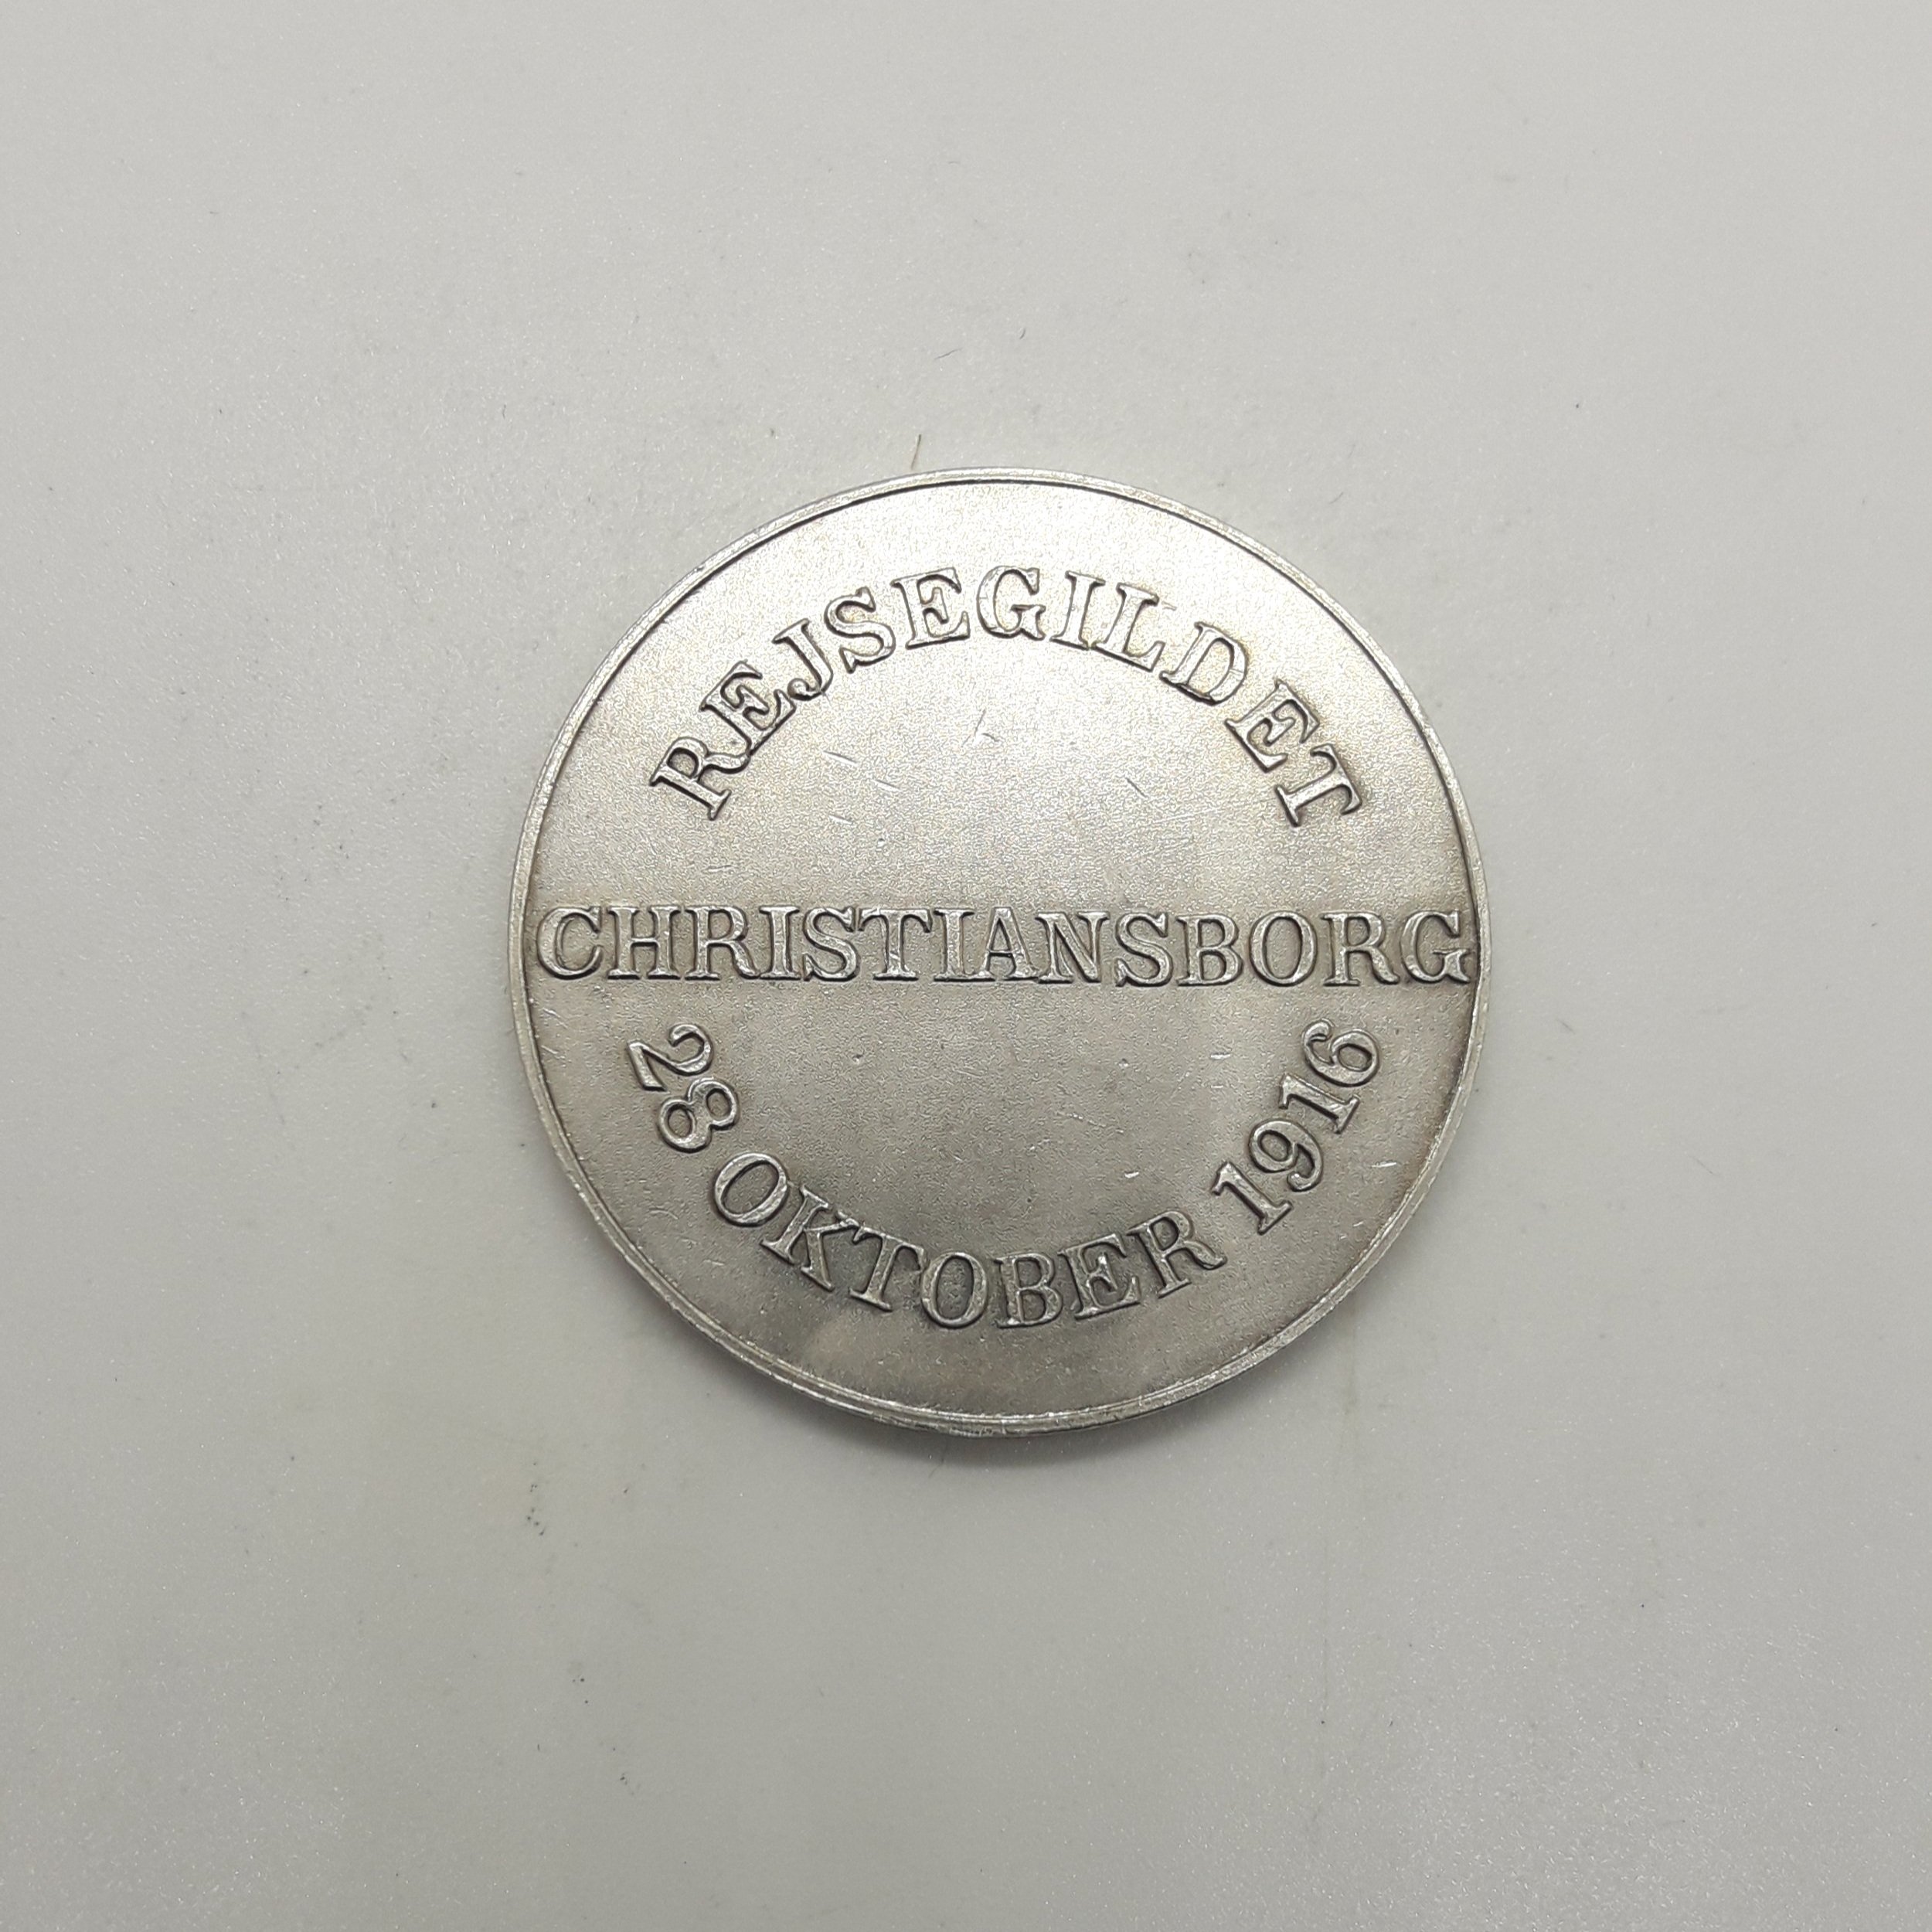 REJSEGILDET
CHRISTIANSBORG
28 OKTOBER 1916